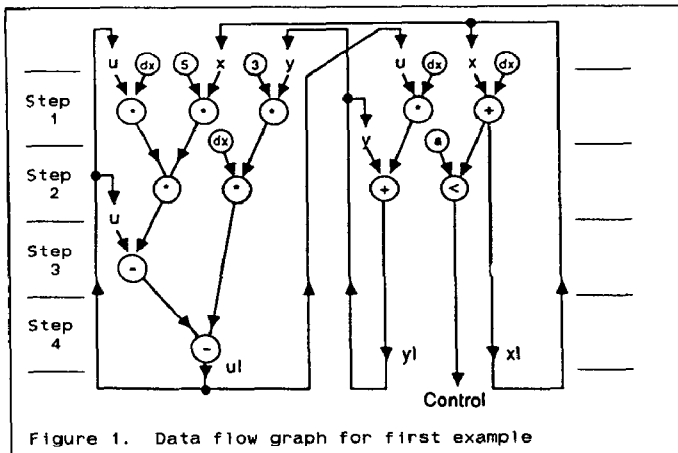 u dx 5 x 3 y u dx x dx
Step
1
* * * * +
dx
y
a
Step
2
* * + <
u
Step
3
-
Step
4
-
ul
yl
xl
Control
Figure 1. Data flow graph for first example